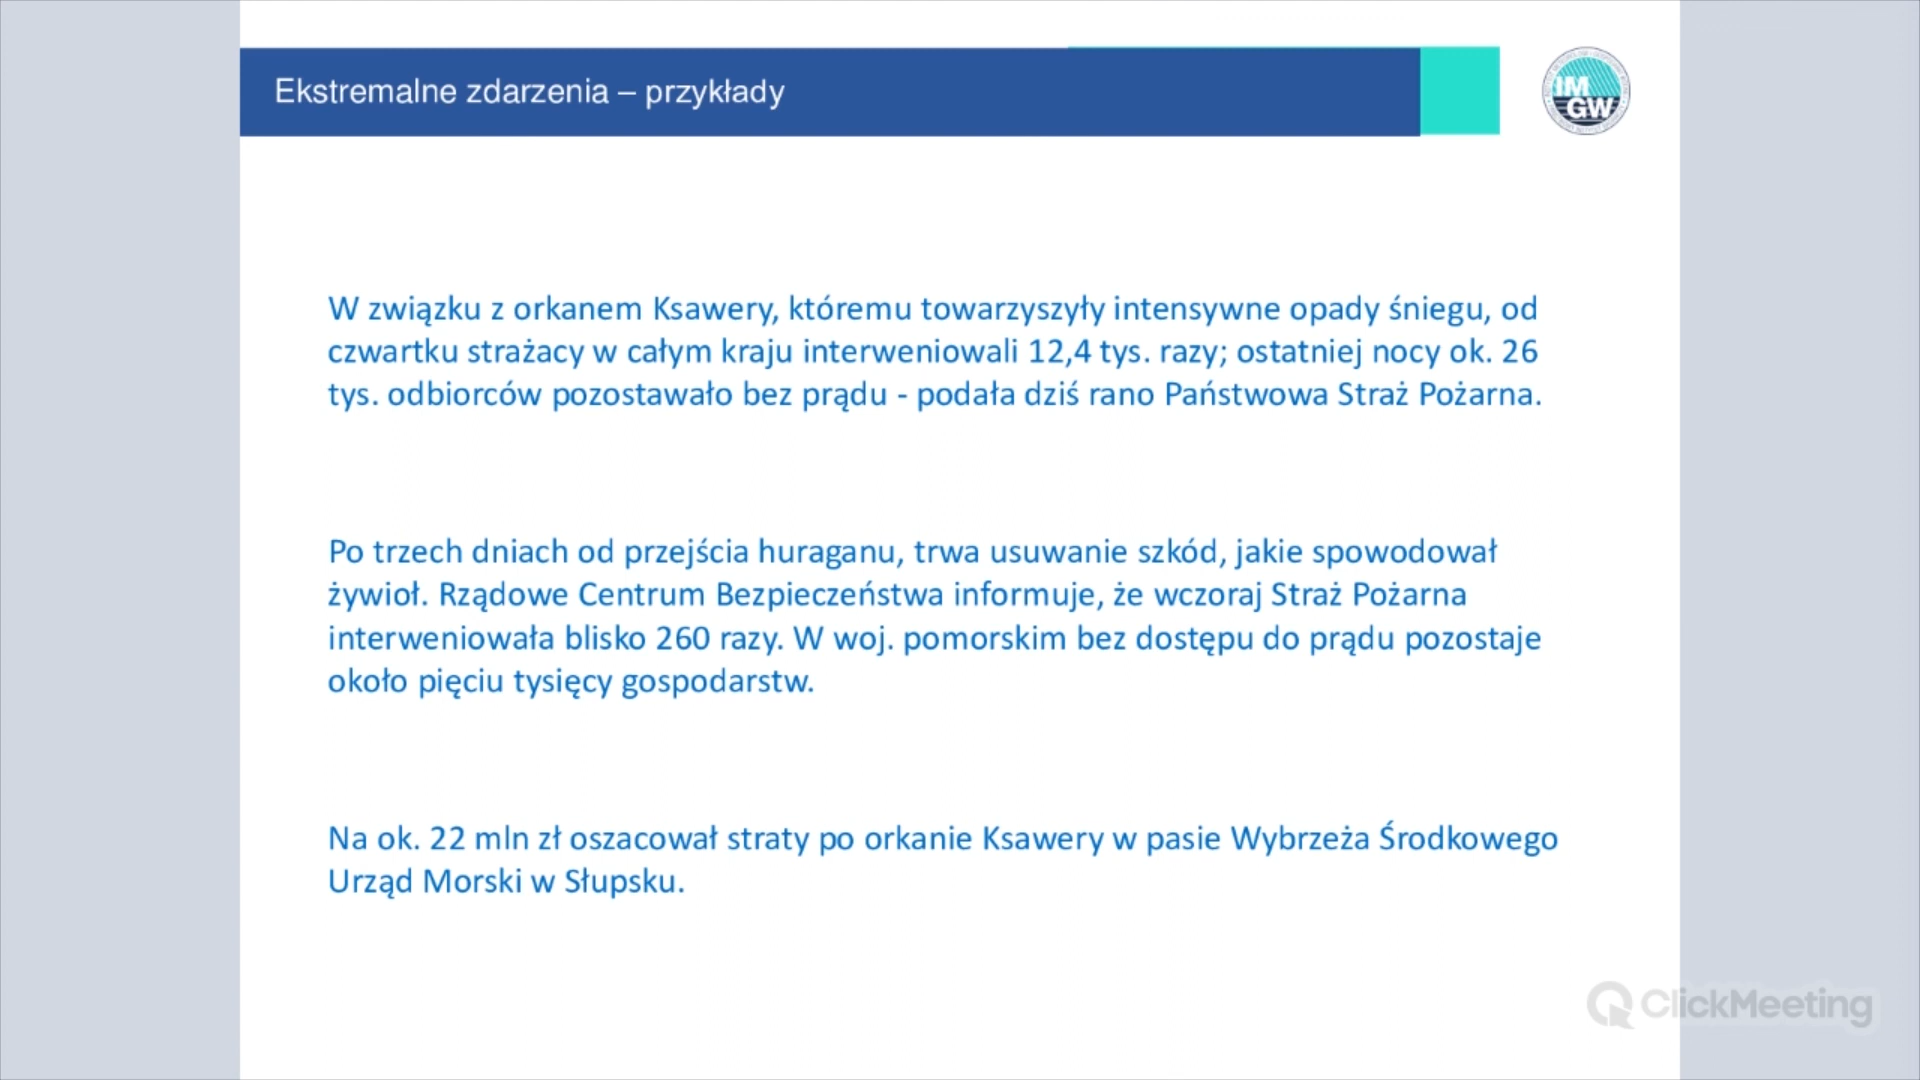 Ekstremalne zdarzenia – przykłady
IM
GW
W związku z orkanem Ksawery, któremu towarzyszyły intensywne opady śniegu, od
czwartku strażacy w całym kraju interweniowali 12,4 tys. razy; ostatniej nocy ok. 26
tys. odbiorców pozostawało bez prądu - podała dziś rano Państwowa Straż Pożarna.
Po trzech dniach od przejścia huraganu, trwa usuwanie szkód, jakie spowodował
żywioł. Rządowe Centrum Bezpieczeństwa informuje, że wczoraj Straż Pożarna
interweniowała blisko 260 razy. W woj. pomorskim bez dostępu do prądu pozostaje
około pięciu tysięcy gospodarstw.
Na ok. 22 mln zł oszacował straty po orkanie Ksawery w pasie Wybrzeża Środkowego
Urząd Morski w Słupsku.
ClickMeeting